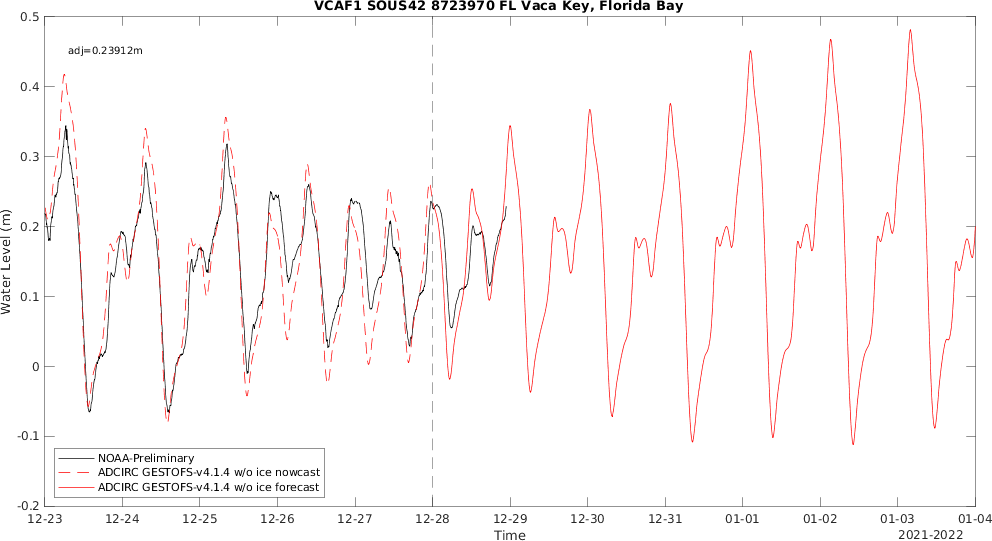 VCAF1 SOUS42 8723970 FL Vaca Key, Florida Bay
adj=0.23912m
Water Level (m)
0.5
0.4
0.3
0.2
0.1
0
-0.1
-0.2
NOAA-Preliminary
ADCIRC GESTOFS-v4.1.4 w/o ice nowcast
ADCIRC GESTOFS-v4.1.4 w/o ice forecast
12-23 12-24 12-25 12-26 12-27 12-28 12-29 12-30 12-31 01-01 01-02 01-03 01-04
Time
2021-2022